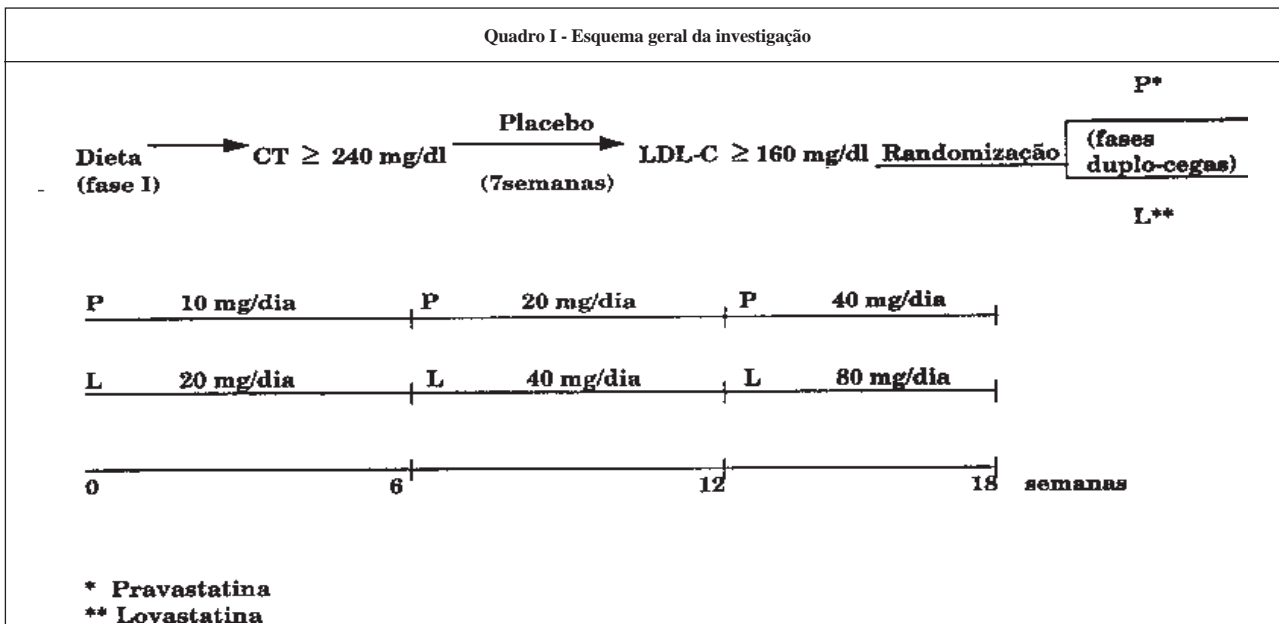 Quadro I - Esquema geral da investigação
P*
Placebo
Dieta CT ≥ 240 mg/dl LDL-C ≥ 160 mg/dl Randomização (fases
(fase I) (7semanas) duplo-cegas)
L**
P 10 mg/dia P 20 mg/dia P 40 mg/dia
L 20 mg/dia L 40 mg/dia L 80 mg/dia
0 6 12 18 semanas
* Pravastatina
** Lovastatina